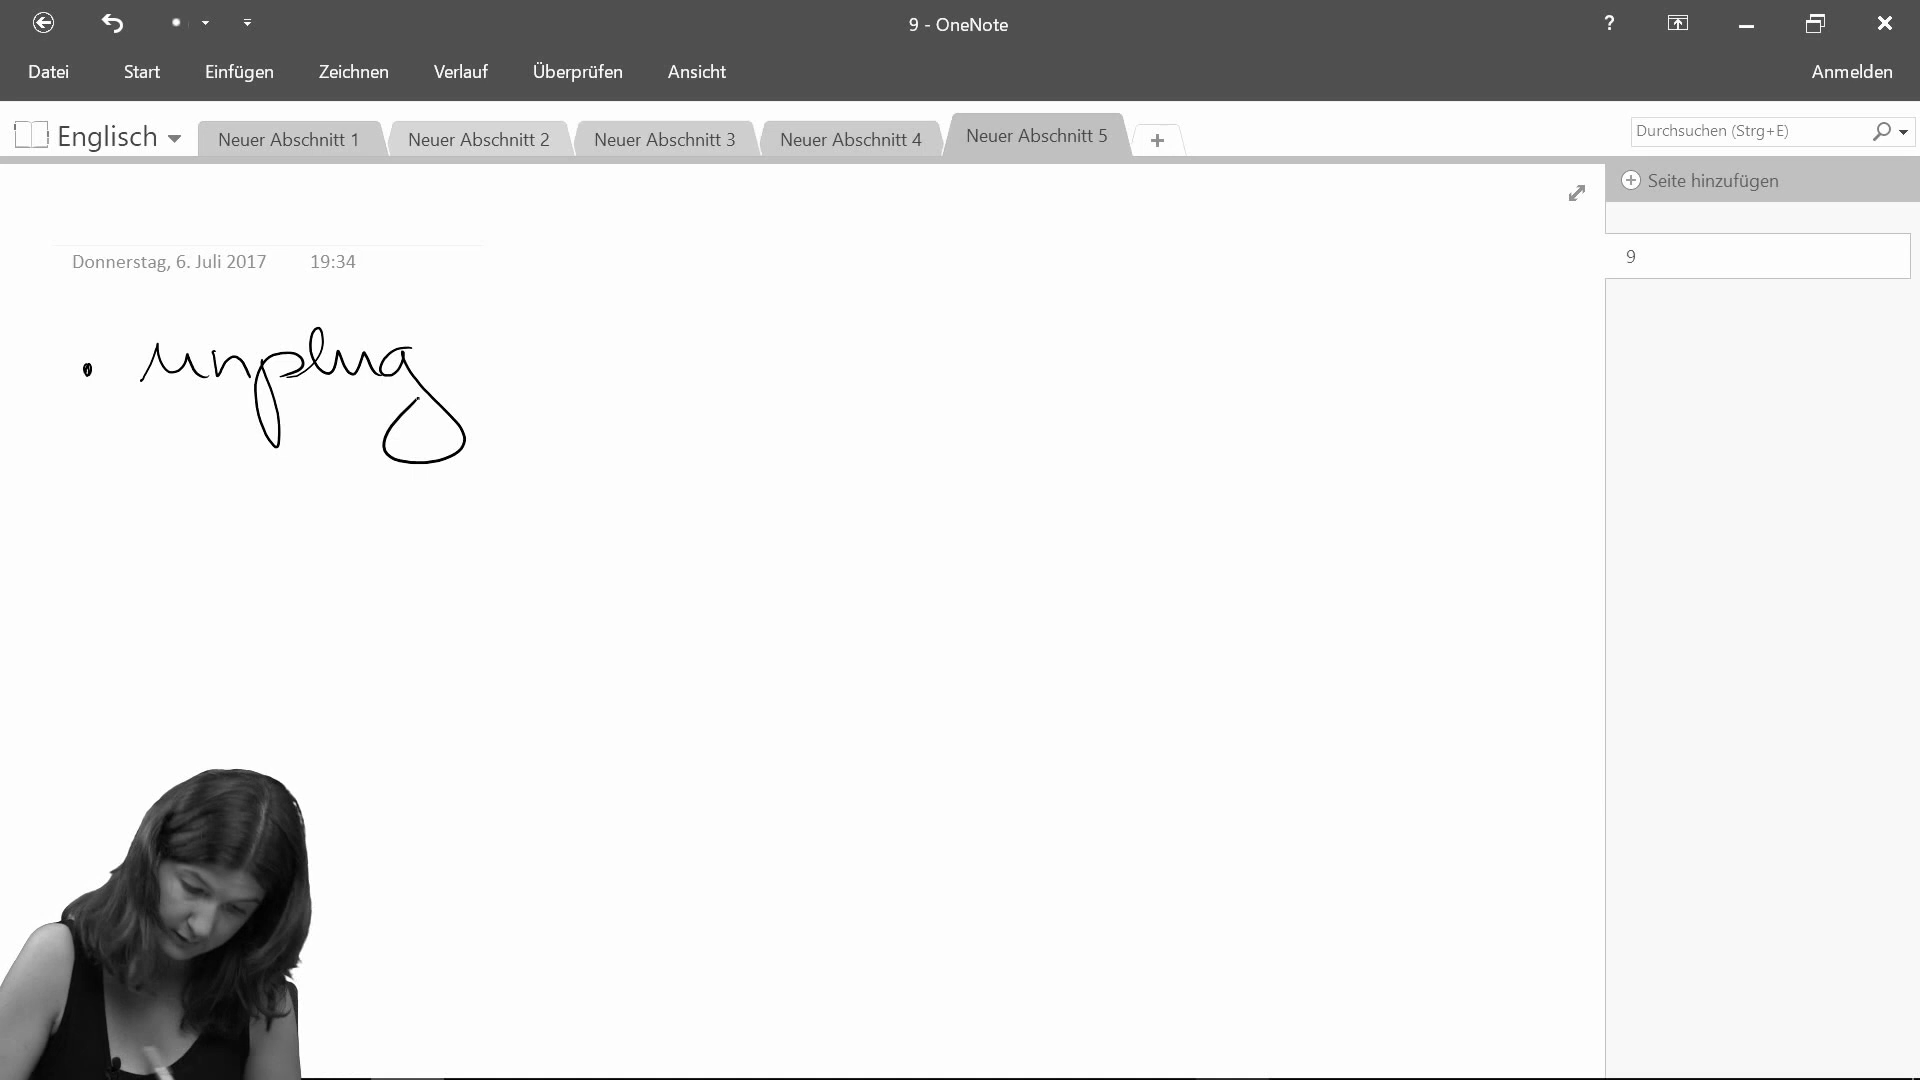 9 - OneNote
?
Datei Start Einfügen Zeichnen Verlauf Überprüfen Ansicht Anmelden
Englisch Neuer Abschnitt 1 Neuer Abschnitt 2 Neuer Abschnitt 3 Neuer Abschnitt 4 Neuer Abschnitt 5 + Durchsuchen (Strg+E)
Seite hinzufügen
9
Donnerstag, 6. Juli 2017 19:34
• unplug